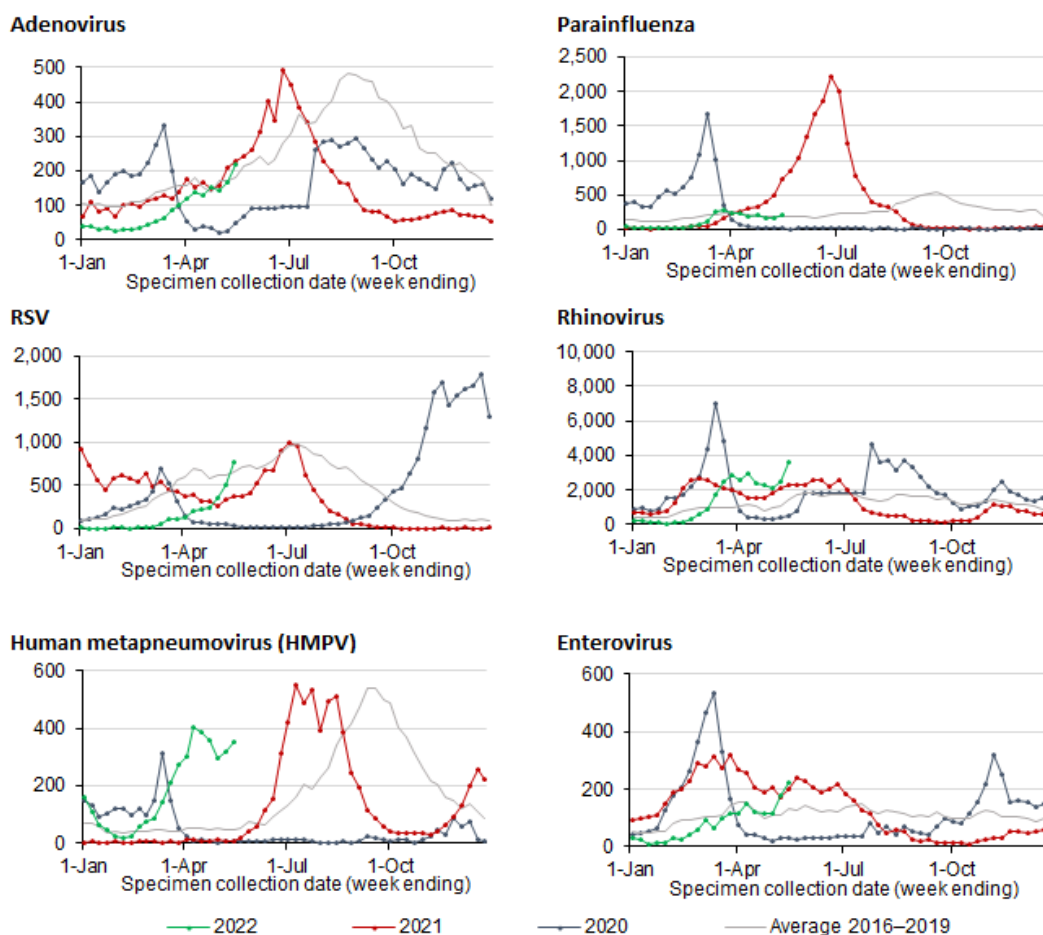 Adenovirus
500
400
300
200
100
0
1-Jan 1-Apr 1-Jul 1-Oct
Specimen collection date (week ending)
Parainfluenza
2,500
2,000
1,500
1,000
500
0
1-Jan 1-Apr 1-Jul 1-Oct
Specimen collection date (week ending)
RSV
2,000
1,500
1,000
500
0
1-Jan 1-Apr 1-Jul 1-Oct
Specimen collection date (week ending)
Rhinovirus
10,000
8,000
6,000
4,000
2,000
0
1-Jan 1-Apr 1-Jul 1-Oct
Specimen collection date (week ending)
Human metapneumovirus (HMPV)
600
400
200
0
1-Jan 1-Apr 1-Jul 1-Oct
Specimen collection date (week ending)
Enterovirus
600
400
200
0
1-Jan 1-Apr 1-Jul 1-Oct
Specimen collection date (week ending)
2022 2021 2020 Average 2016–2019